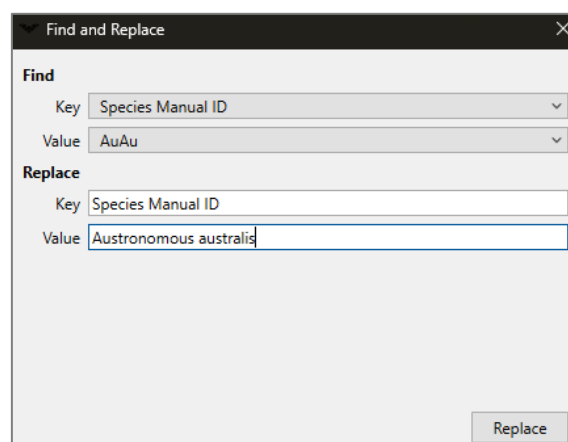 Find and Replace
Find
Key Species Manual ID
Value AuAu
Replace
Key Species Manual ID
Value Austronomous australis
Replace